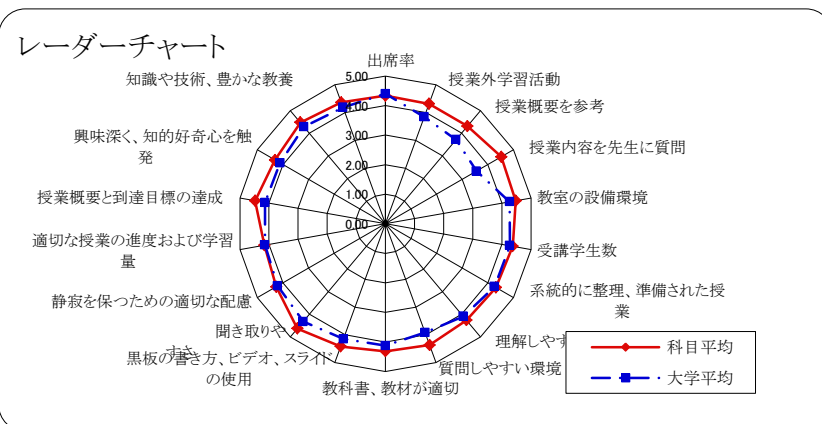 レーダーチャート
出席率
授業外学習活動
授業概要を参考
授業内容を先生に質問
教室の設備環境
受講学生数
系統的に整理、準備された授
業
理解しやす
質問しやすい環境
教科書、教材が適切
黒板の書き方、ビデオ、スライド
の使用
聞き取りや
すさ
静寂を保つための適切な配慮
適切な授業の進度および学習
量
授業概要と到達目標の達成
興味深く、知的好奇心を触
発
知識や技術、豊かな教養
5.00
4.00
3.00
2.00
1.00
0.00
科目平均
大学平均